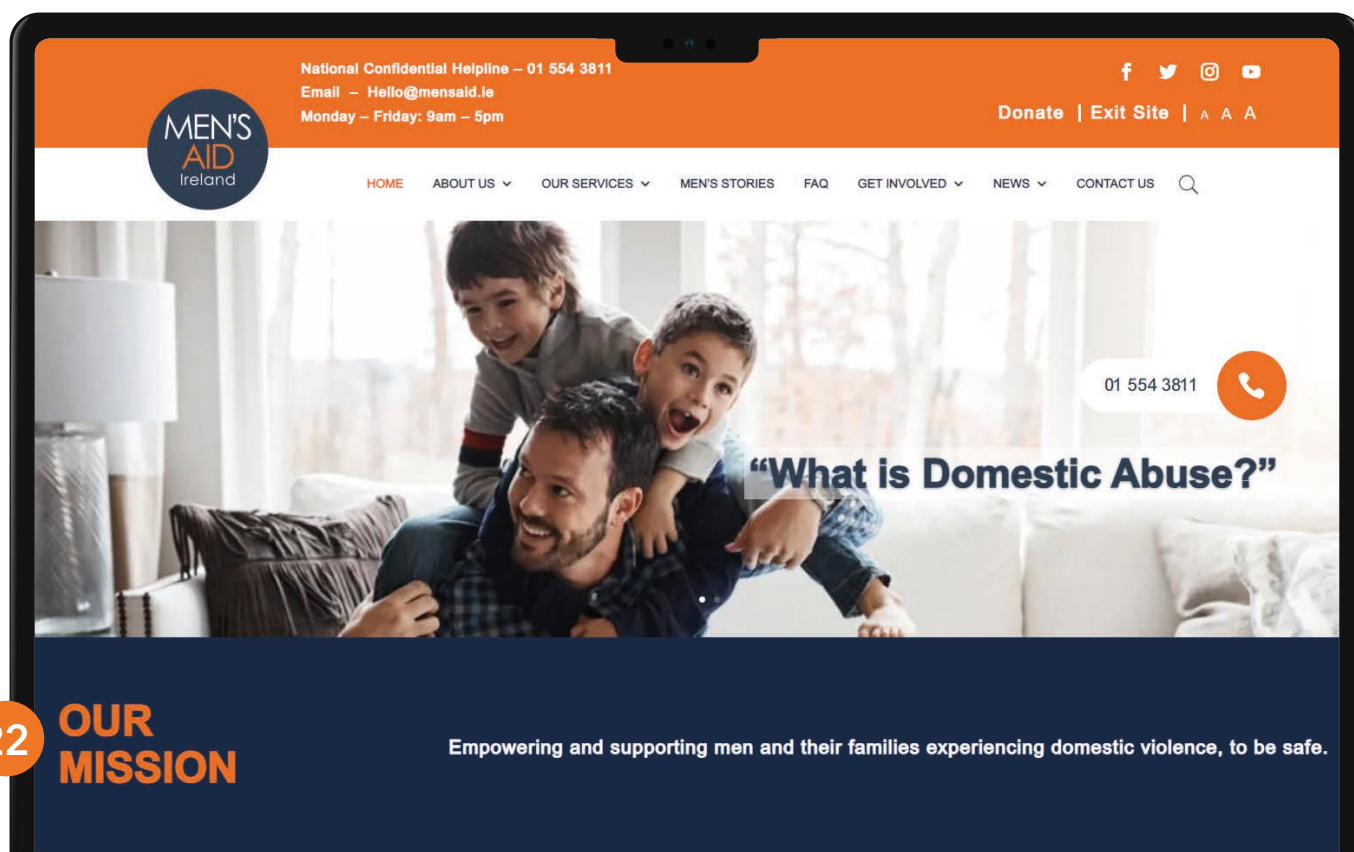 National Confidential Helpline – 01 554 3811
Email – Hello@mensaid.ie
Monday – Friday: 9am – 5pm
Donate | Exit Site | A A A
MEN'S
AID
Ireland
HOME ABOUT US OUR SERVICES MEN'S STORIES FAQ GET INVOLVED NEWS CONTACT US
01 554 3811
“What is Domestic Abuse?”
22
OUR
MISSION
Empowering and supporting men and their families experiencing domestic violence, to be safe.